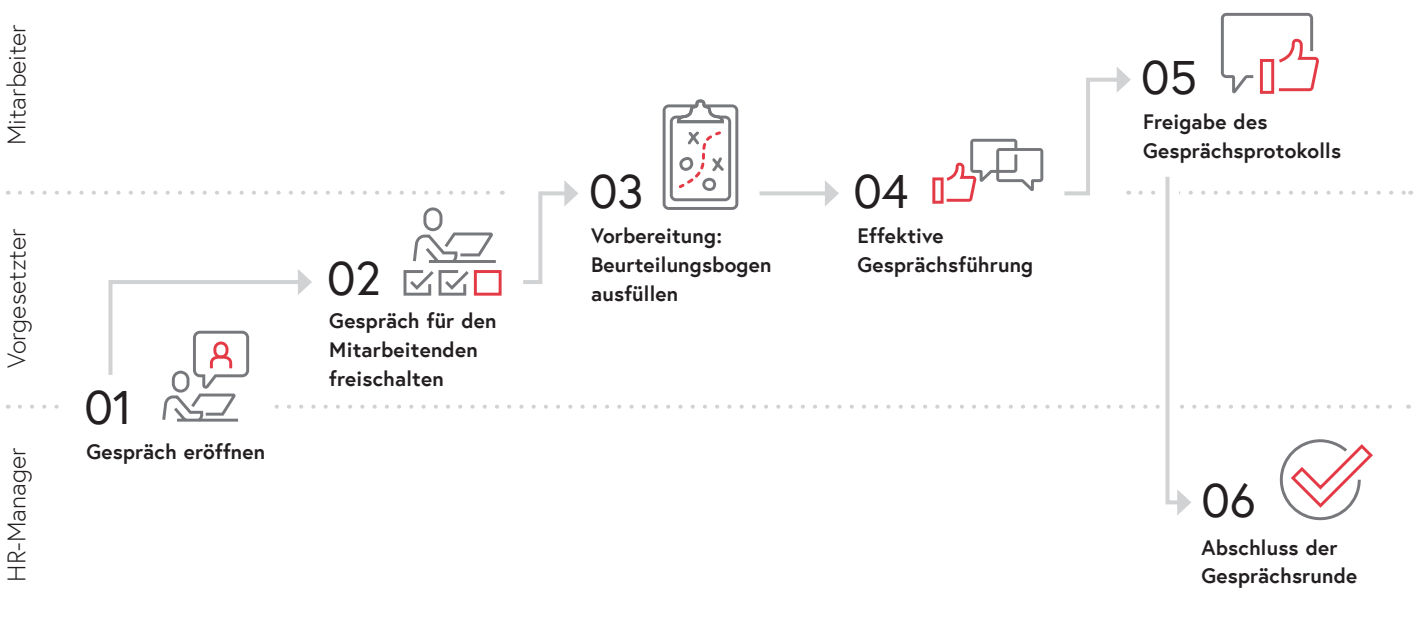 Mitarbeiter
Vorgesetzter
HR-Manager
01
Gespräch eröffnen
02
Gespräch für den
Mitarbeitenden
freischalten
03
Vorbereitung:
Beurteilungsbogen
ausfüllen
04
Effektive
Gesprächsführung
05
Freigabe des
Gesprächsprotokolls
06
Abschluss der
Gesprächsrunde